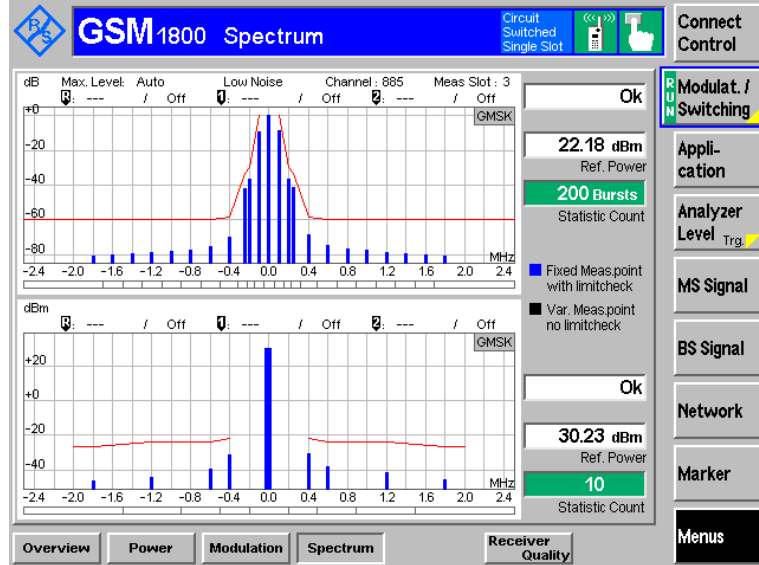 R/S GSM 1800 Spectrum
Circuit Switched Single Slot
Connect Control
dB Max. Level: Auto Low Noise Channel : 885 Meas Slot : 3
R: --- / Off 1: --- / Off 2: --- / Off
GMSK
+0
-20
-40
-60
-80
MHz
-2.4 -2.0 -1.6 -1.2 -0.8 -0.4 0.0 0.4 0.8 1.2 1.6 2.0 2.4
Ok
22.18 dBm
Ref. Power
200 Bursts
Statistic Count
Fixed Meas.point
with limitcheck
Var. Meas.point
no limitcheck
dBm
R: --- / Off 1: --- / Off 2: --- / Off
GMSK
+20
+0
-20
-40
MHz
-2.4 -2.0 -1.6 -1.2 -0.8 -0.4 0.0 0.4 0.8 1.2 1.6 2.0 2.4
Ok
30.23 dBm
Ref. Power
10
Statistic Count
RUN
Modulat. /
Switching
Appli-
cation
Analyzer
Level Trg.
MS Signal
BS Signal
Network
Marker
Menus
Overview Power Modulation Spectrum Receiver Quality